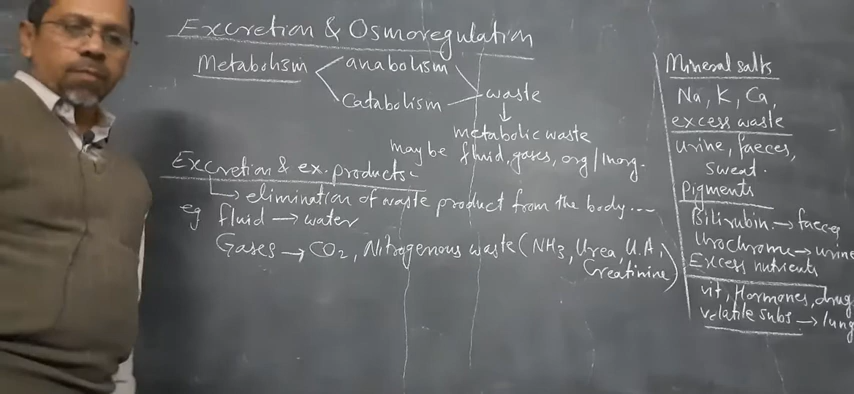 Excretion & Osmoregulation
Metabolism
anabolism
Catabolism
waste
metabolic waste
may be fluid, gases, org/Inorg.
Excretion & ex. products-
elimination of waste product from the body....
eg fluid → water
Gases → CO2, Nitrogenous waste (NH3, Urea, U.A,
Creatinine)
Mineral salts
Na, K, Ca,
excess waste
Urine, faeces,
sweat.
Pigments
Bilirubin → faeces
Urochrome → urine
Excess nutrients
vit, Hormones, drug
volatile subs → lung